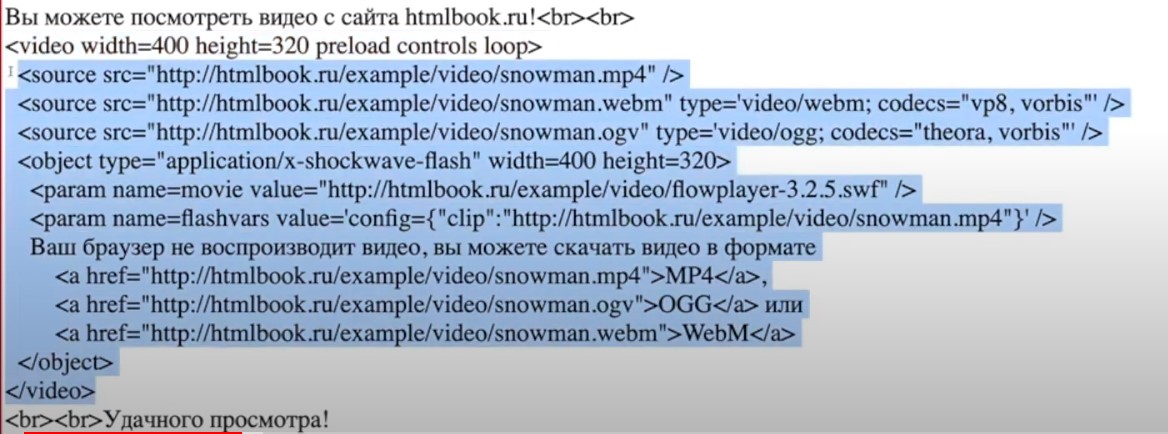 Вы можете посмотреть видео с сайта htmlbook.ru!<br><br>
<video width=400 height=320 preload controls loop>
<source src="http://htmlbook.ru/example/video/snowman.mp4" />
<source src="http://htmlbook.ru/example/video/snowman.webm" type='video/webm; codecs="vp8, vorbis"' />
<source src="http://htmlbook.ru/example/video/snowman.ogv" type='video/ogg; codecs="theora, vorbis"' />
<object type="application/x-shockwave-flash" width=400 height=320>
<param name=movie value="http://htmlbook.ru/example/video/flowplayer-3.2.5.swf" />
<param name=flashvars value='config={"clip":"http://htmlbook.ru/example/video/snowman.mp4"}' />
Ваш браузер не воспроизводит видео, вы можете скачать видео в формате
<a href="http://htmlbook.ru/example/video/snowman.mp4">MP4</a>,
<a href="http://htmlbook.ru/example/video/snowman.ogv">OGG</a> или
<a href="http://htmlbook.ru/example/video/snowman.webm">WebM</a>
</object>
</video>
<br><br>Удачного просмотра!